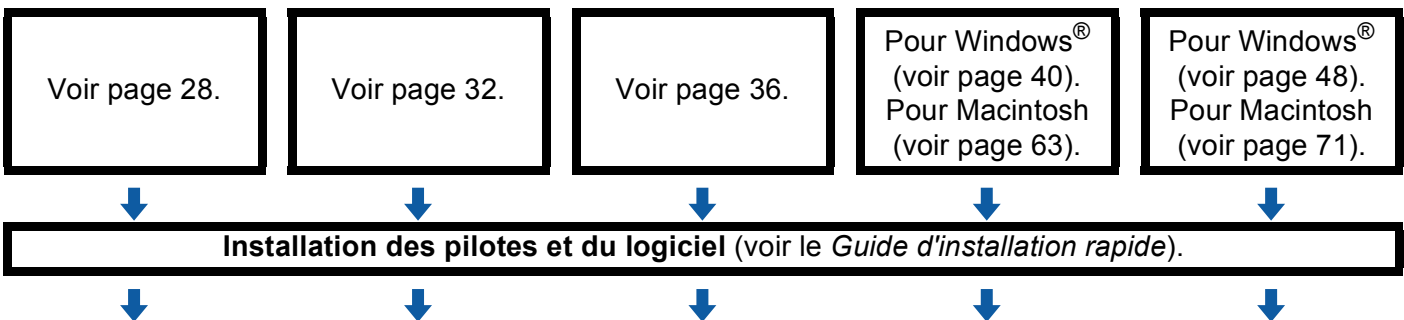 Voir page 28.
Voir page 32.
Voir page 36.
Pour Windows®
(voir page 40).
Pour Macintosh
(voir page 63).
Pour Windows®
(voir page 48).
Pour Macintosh
(voir page 71).
Installation des pilotes et du logiciel (voir le Guide d'installation rapide).